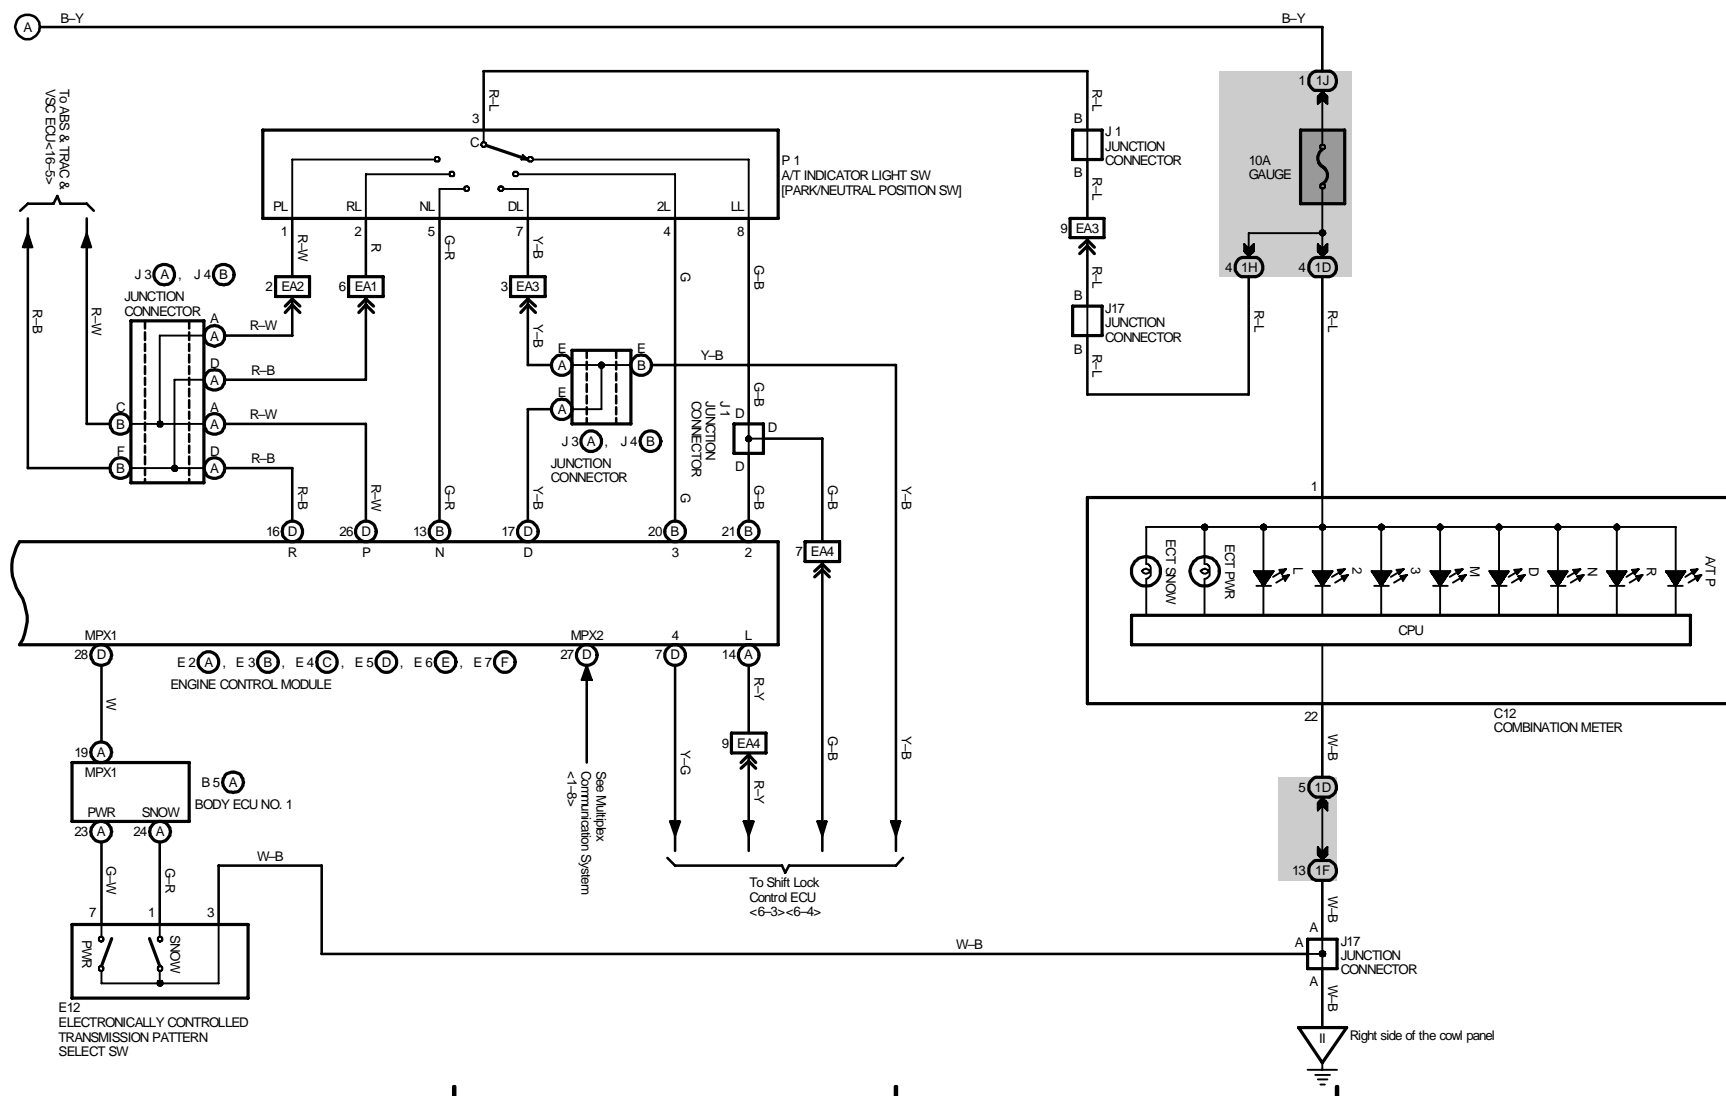 A
B–Y
B–Y
1 1J
10A
GAUGE
4 1H
4 1D
R–L
R–L
To ABS & TRAC &
VSC ECU<16–5>
R–B
R–W
R–L
3
C
P 1
A/T INDICATOR LIGHT SW
[PARK/NEUTRAL POSITION SW]
PL RL NL DL 2L LL
1 2 5 7 4 8
R–W
R
G–R
Y–B
G
G–B
R–L
B
J 1
JUNCTION
CONNECTOR
B
R–L
9 EA3
R–L
B
J17
JUNCTION
CONNECTOR
B
R–L
2 EA2
6 EA1
3 EA3
J 3 A , J 4 B
JUNCTION
CONNECTOR
A
A
R–W
D
A
R–B
C
B
A
A
R–W
F
B
D
A
R–B
Y–B
E
A
E
B
Y–B
E
A
J 3 A , J 4 B
JUNCTION
CONNECTOR
G–B
J 1
JUNCTION
CONNECTOR
D
D
D
R–B
R–W
G–R
Y–B
G
G–B
G–B
Y–B
16 D
26 D
13 B
17 D
20 B
21 B
R P N D 3 2
7 EA4
MPX1 MPX2 4 L
28 D
27 D
7 D
14 A
E 2 A , E 3 B , E 4 C , E 5 D , E 6 E , E 7 F
ENGINE CONTROL MODULE
W
19 A
MPX1
B 5 A
BODY ECU NO. 1
PWR SNOW
23 A
24 A
G–W
G–R
W–B
7 1 3
PWR
SNOW
E12
ELECTRONICALLY CONTROLLED
TRANSMISSION PATTERN
SELECT SW
See Multiplex
Communication System
<1–8>
Y–G
R–Y
9 EA4
R–Y
G–B
Y–B
To Shift Lock
Control ECU
<6–3><6–4>
W–B
1
ECT SNOW
ECT PWR
L
2
3
M
D
N
R
A/T P
CPU
22
C12
COMBINATION METER
W–B
5 1D
13 1F
W–B
A
A
J17
JUNCTION
CONNECTOR
A
W–B
II
Right side of the cowl panel